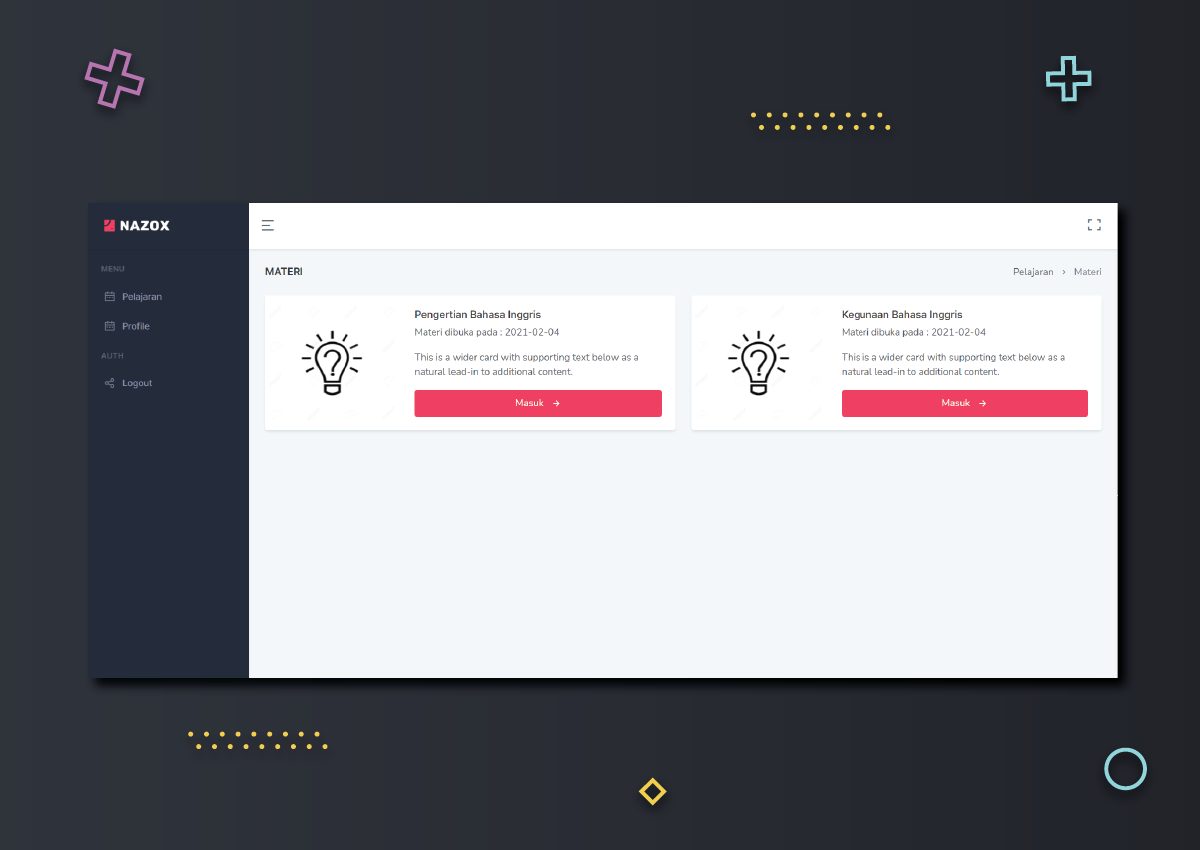 NAZOX
MENU
Pelajaran
Profile
AUTH
Logout
MATERI
Pelajaran > Materi
Pengertian Bahasa Inggris
Materi dibuka pada : 2021-02-04
This is a wider card with supporting text below as a
natural lead-in to additional content.
Masuk →
Kegunaan Bahasa Inggris
Materi dibuka pada : 2021-02-04
This is a wider card with supporting text below as a
natural lead-in to additional content.
Masuk →